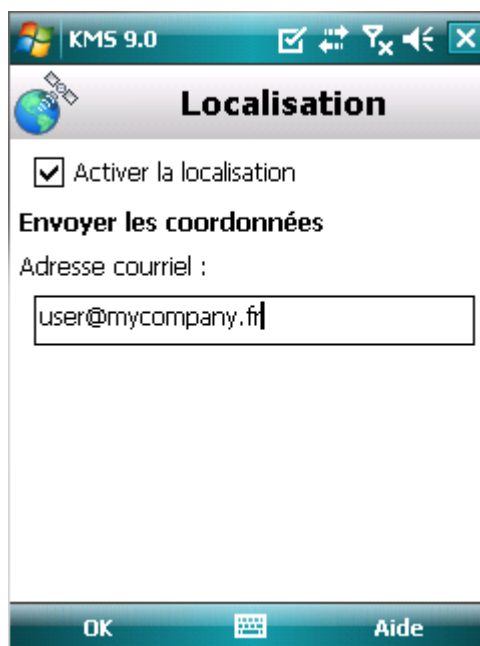 KMS 9.0
Localisation
Activer la localisation
Envoyer les coordonnées
Adresse courriel :
user@mycompany.fr
OK Aide